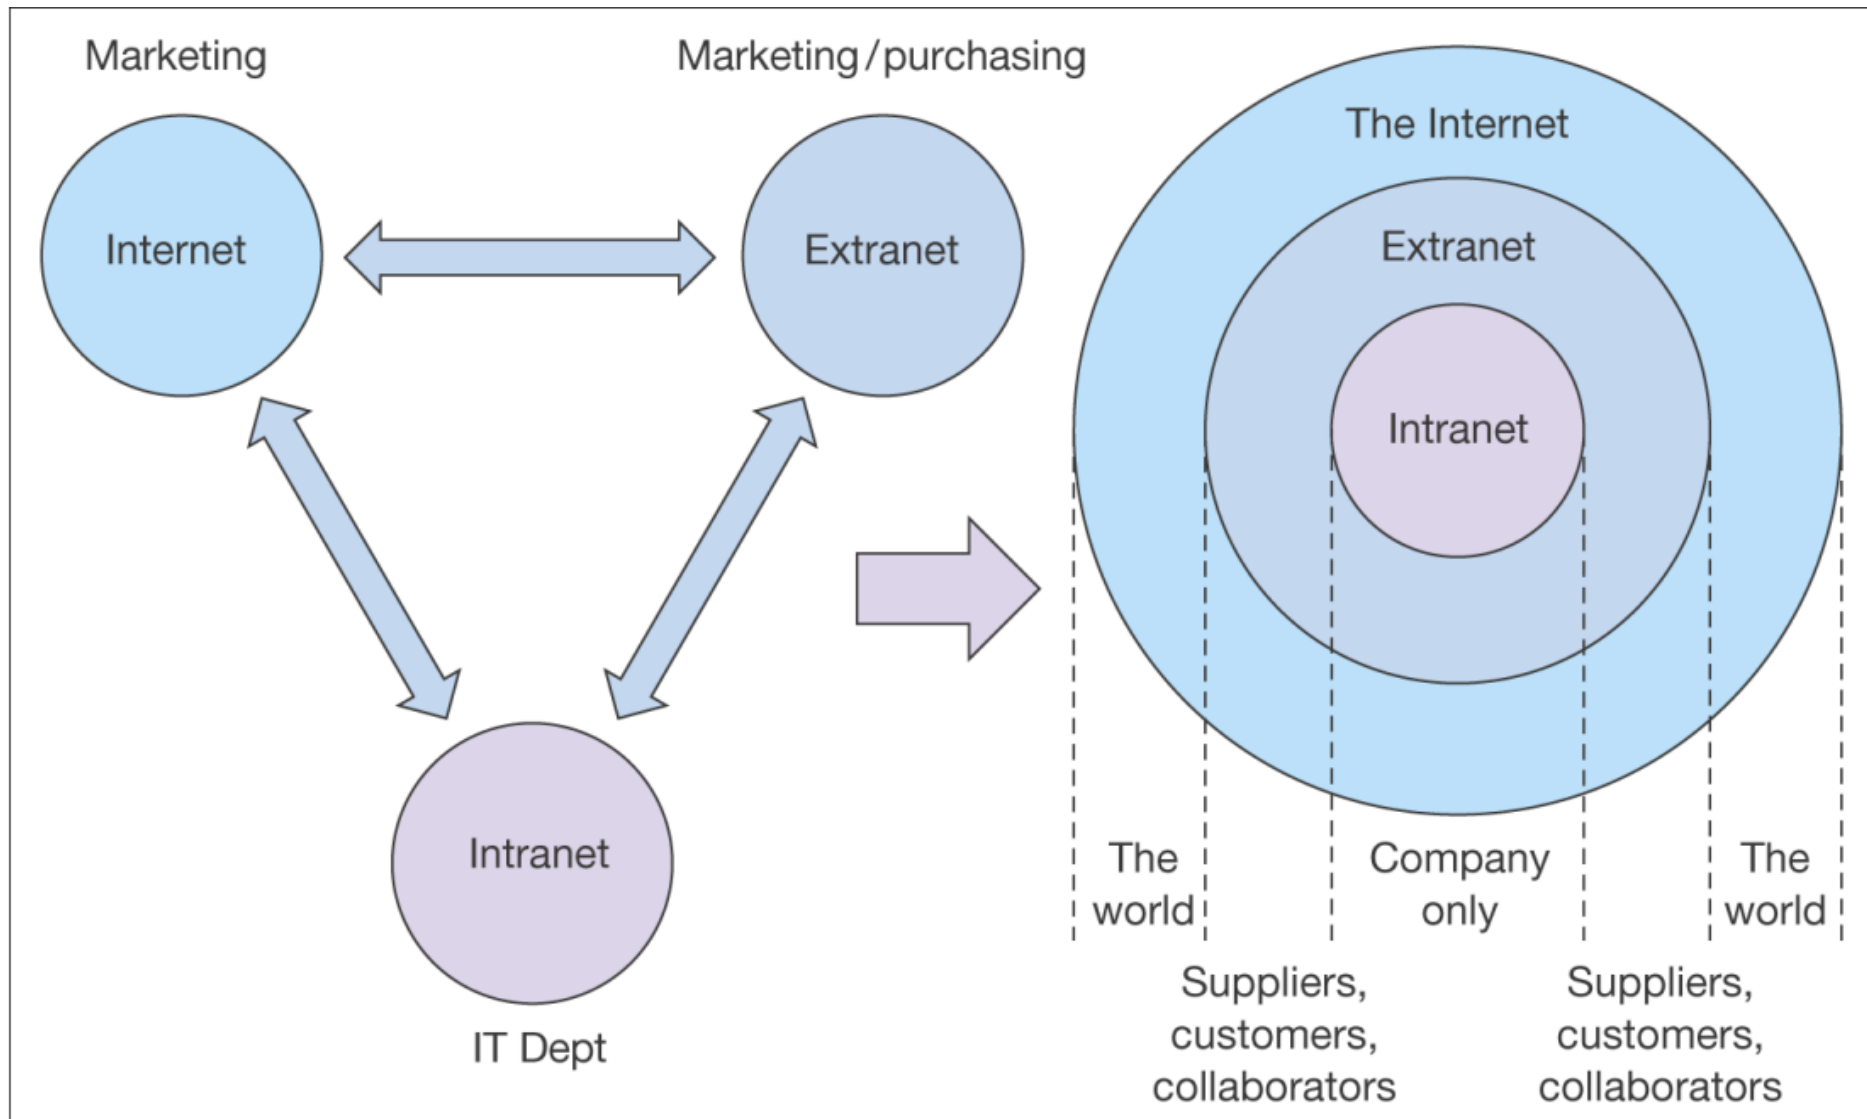 Marketing
Marketing/purchasing
Internet
Extranet
Intranet
IT Dept
The Internet
Extranet
Intranet
The
world
Company
only
The
world
Suppliers,
customers,
collaborators
Suppliers,
customers,
collaborators